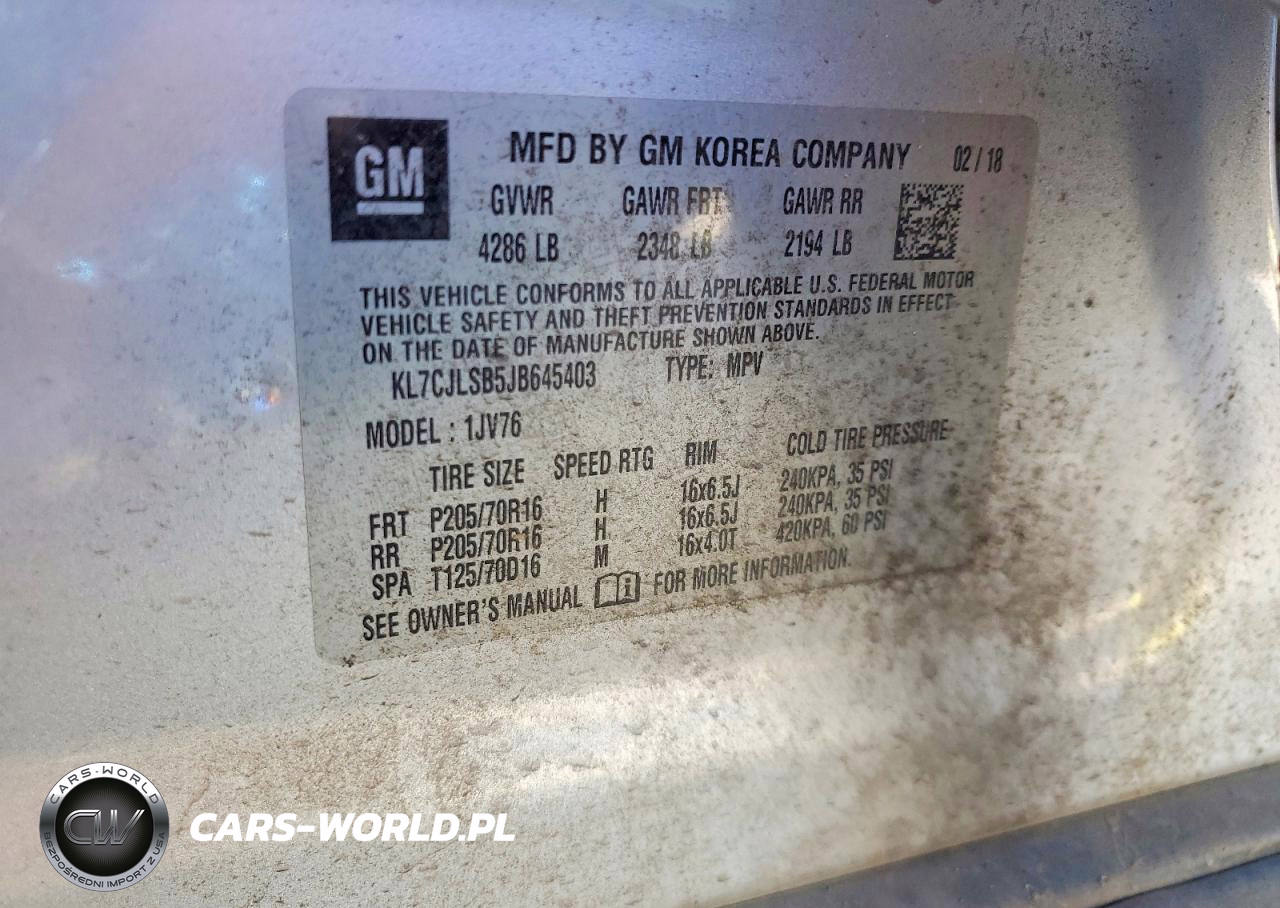 GM
MFD BY GM KOREA COMPANY 02 / 18
GVWR GAWR FRT GAWR RR
4286 LB 2348 LB 2194 LB
THIS VEHICLE CONFORMS TO ALL APPLICABLE U.S. FEDERAL MOTOR
VEHICLE SAFETY AND THEFT PREVENTION STANDARDS IN EFFECT
ON THE DATE OF MANUFACTURE SHOWN ABOVE.
KL7CJLSB5JB645403 TYPE: MPV
MODEL : 1JV76
TIRE SIZE SPEED RTG RIM COLD TIRE PRESSURE
FRT P205/70R16 H 16x6.5J 240KPA, 35 PSI
RR P205/70R16 H 16x6.5J 240KPA, 35 PSI
SPA T125/70D16 M 16x4.0T 420KPA, 60 PSI
SEE OWNER'S MANUAL FOR MORE INFORMATION.
CARS-WORLD
CW
BEZPOŚREDNI IMPORT Z USA
CARS-WORLD.PL